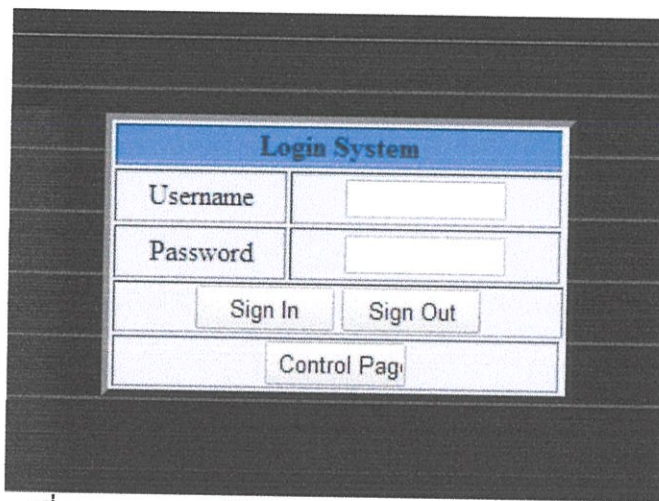 Login System
Username
Password
Sign In Sign Out
Control Pag